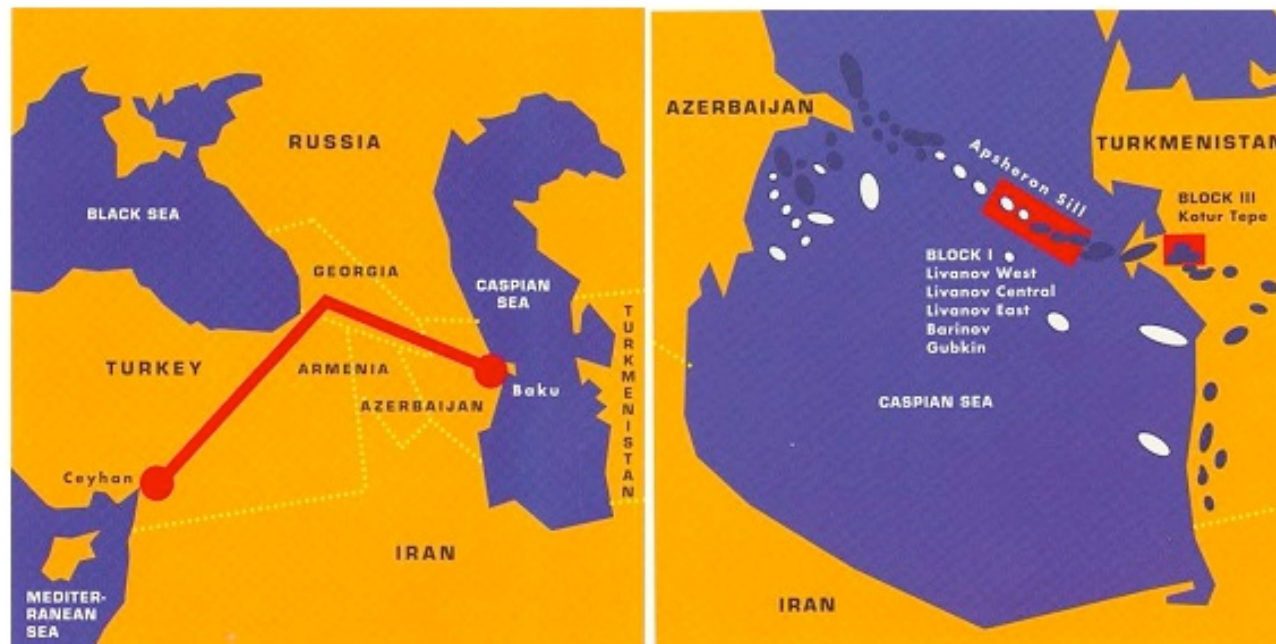 RUSSIA
BLACK SEA
GEORGIA
CASPIAN
SEA
TURKMENISTAN
TURKEY
ARMENIA
Baku
AZERBAIJAN
Ceyhan
IRAN
MEDITER-
RANEAN
SEA
AZERBAIJAN
TURKMENISTAN
Apsheron Sill
BLOCK III
Kotur Tepe
BLOCK I
Livanov West
Livanov Central
Livanov East
Barinov
Gubkin
CASPIAN SEA
IRAN